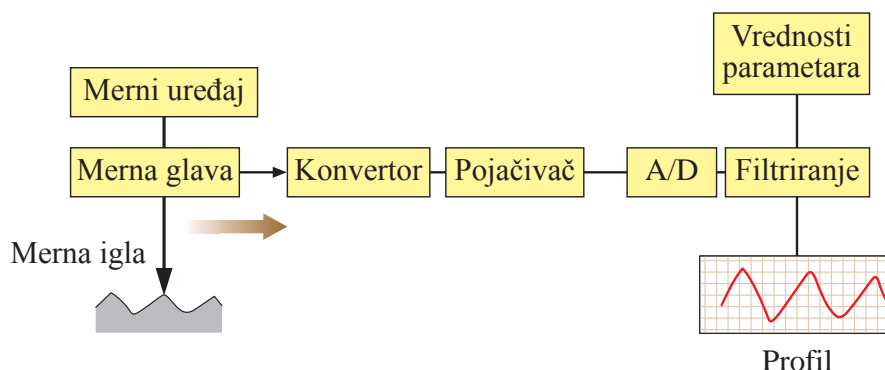 Vrednosti
parametara
Merni uređaj
Merna glava
Konvertor
Pojačivač
A/D
Filtriranje
Merna igla
Profil